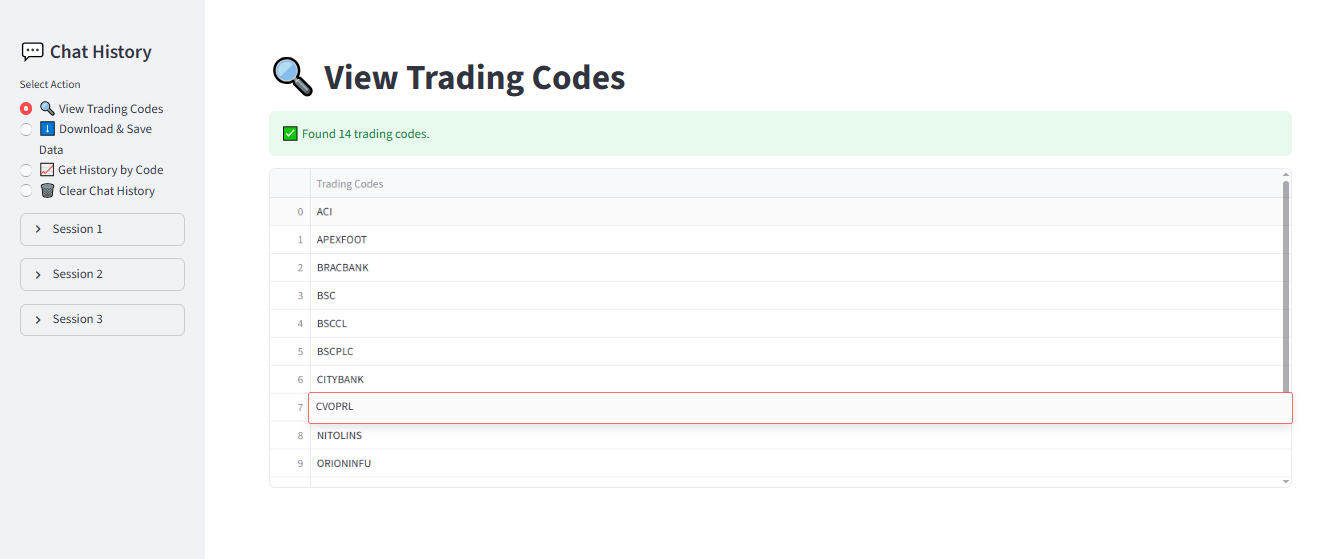 Chat History
Select Action
View Trading Codes
Download & Save
Data
Get History by Code
Clear Chat History
Session 1
Session 2
Session 3
View Trading Codes
Found 14 trading codes.
Trading Codes
0 ACI
1 APEXFOOT
2 BRACBANK
3 BSC
4 BSCCL
5 BSCPLC
6 CITYBANK
7 CVOPRL
8 NITOLINS
9 ORIONINFU